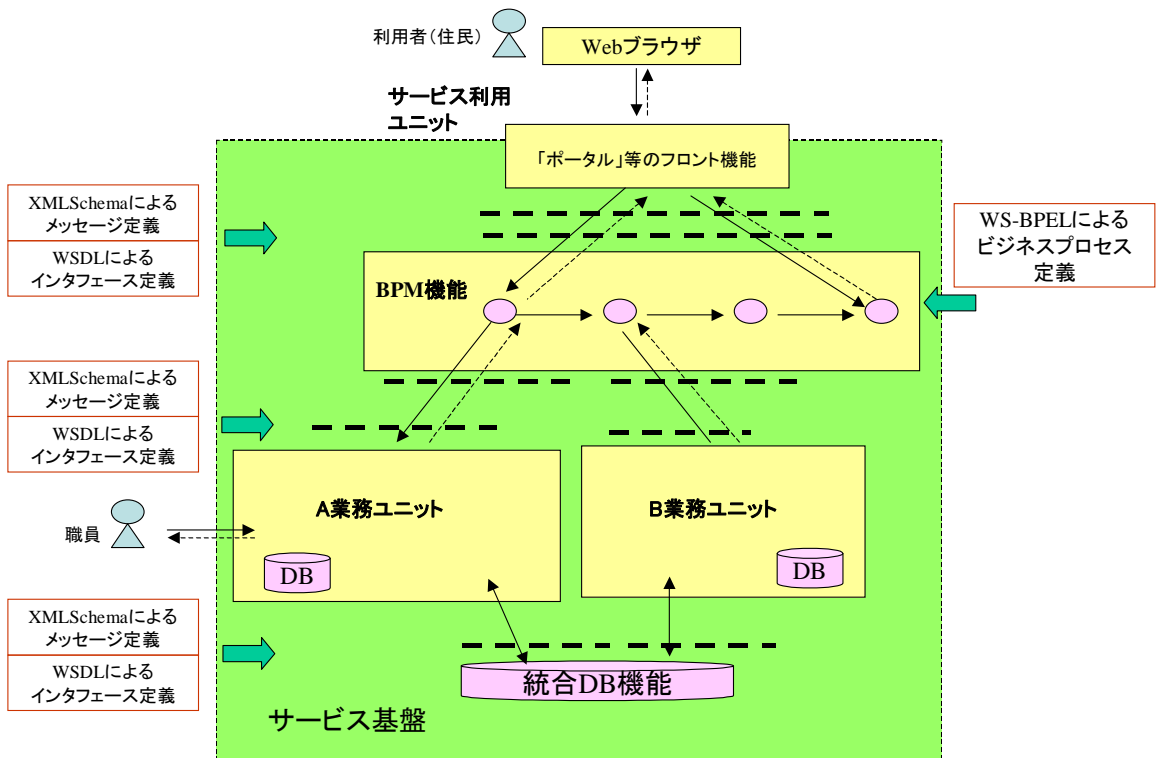 利用者（住民）
Webブラウザ
サービス利用
ユニット
「ポータル」等のフロント機能
XMLSchemaによる
メッセージ定義
WSDLによる
インタフェース定義
WS-BPELによる
ビジネスプロセス
定義
BPM機能
XMLSchemaによる
メッセージ定義
WSDLによる
インタフェース定義
A業務ユニット
B業務ユニット
職員
DB
DB
XMLSchemaによる
メッセージ定義
WSDLによる
インタフェース定義
統合DB機能
サービス基盤